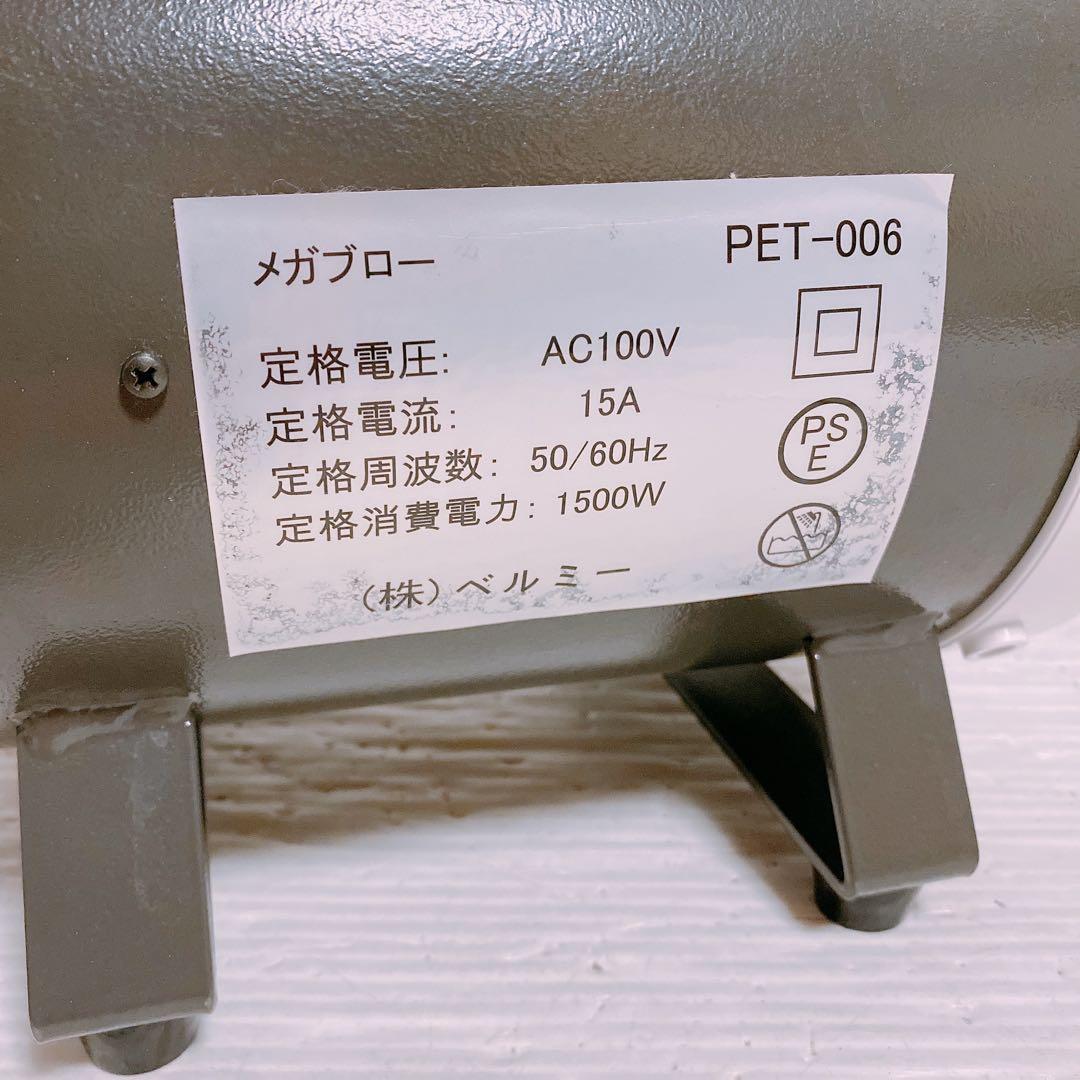 メガブロー PET-006
定格電圧: AC100V
定格電流: 15A
定格周波数: 50/60Hz
定格消費電力: 1500W
PS
E
(株)ベルミー